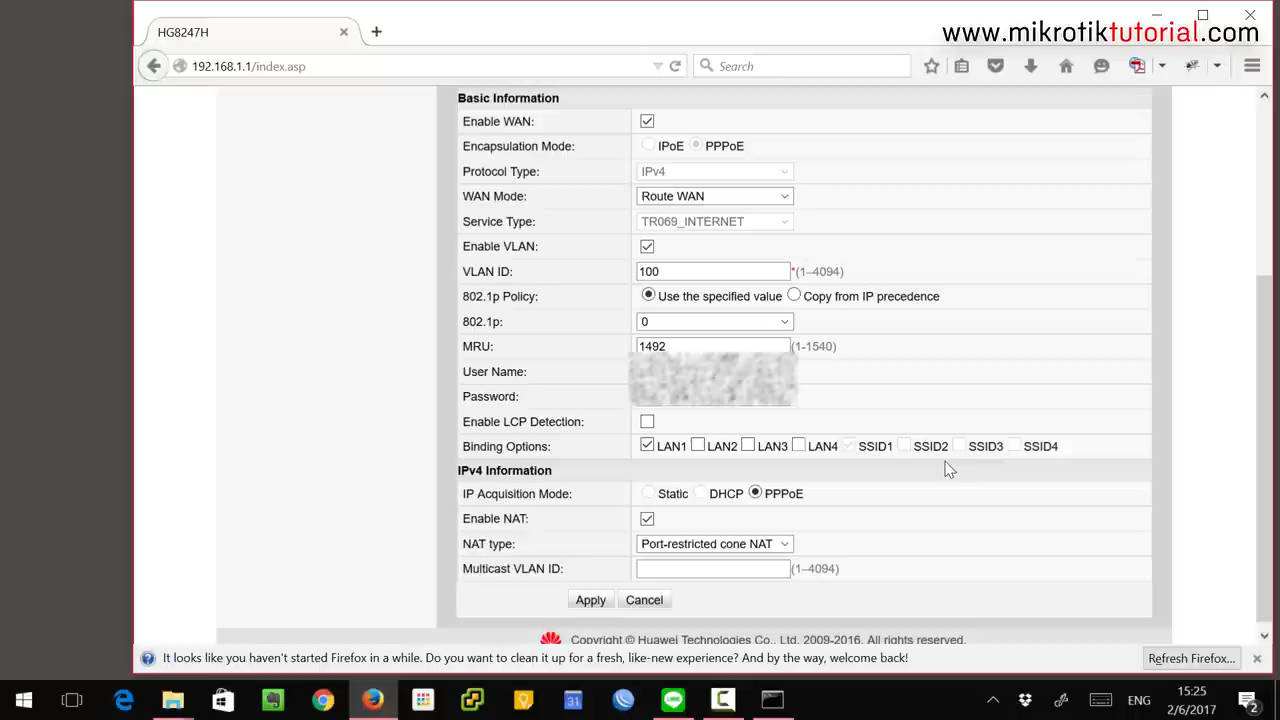 HG8247H
www.mikrotiktutorial.com
192.168.1.1/index.asp
Search
Basic Information
Enable WAN:
Encapsulation Mode: IPoE PPPoE
Protocol Type: IPv4
WAN Mode: Route WAN
Service Type: TR069_INTERNET
Enable VLAN:
VLAN ID: 100 *(1–4094)
802.1p Policy: Use the specified value Copy from IP precedence
802.1p: 0
MRU: 1492 (1-1540)
User Name:
Password:
Enable LCP Detection:
Binding Options: LAN1 LAN2 LAN3 LAN4 SSID1 SSID2 SSID3 SSID4
IPv4 Information
IP Acquisition Mode: Static DHCP PPPoE
Enable NAT:
NAT type: Port-restricted cone NAT
Multicast VLAN ID: (1–4094)
Apply Cancel
Copyright © Huawei Technologies Co., Ltd. 2009-2016. All rights reserved.
It looks like you haven't started Firefox in a while. Do you want to clean it up for a fresh, like-new experience? And by the way, welcome back!
Refresh Firefox...
31
ENG
15:25
2/6/2017
2